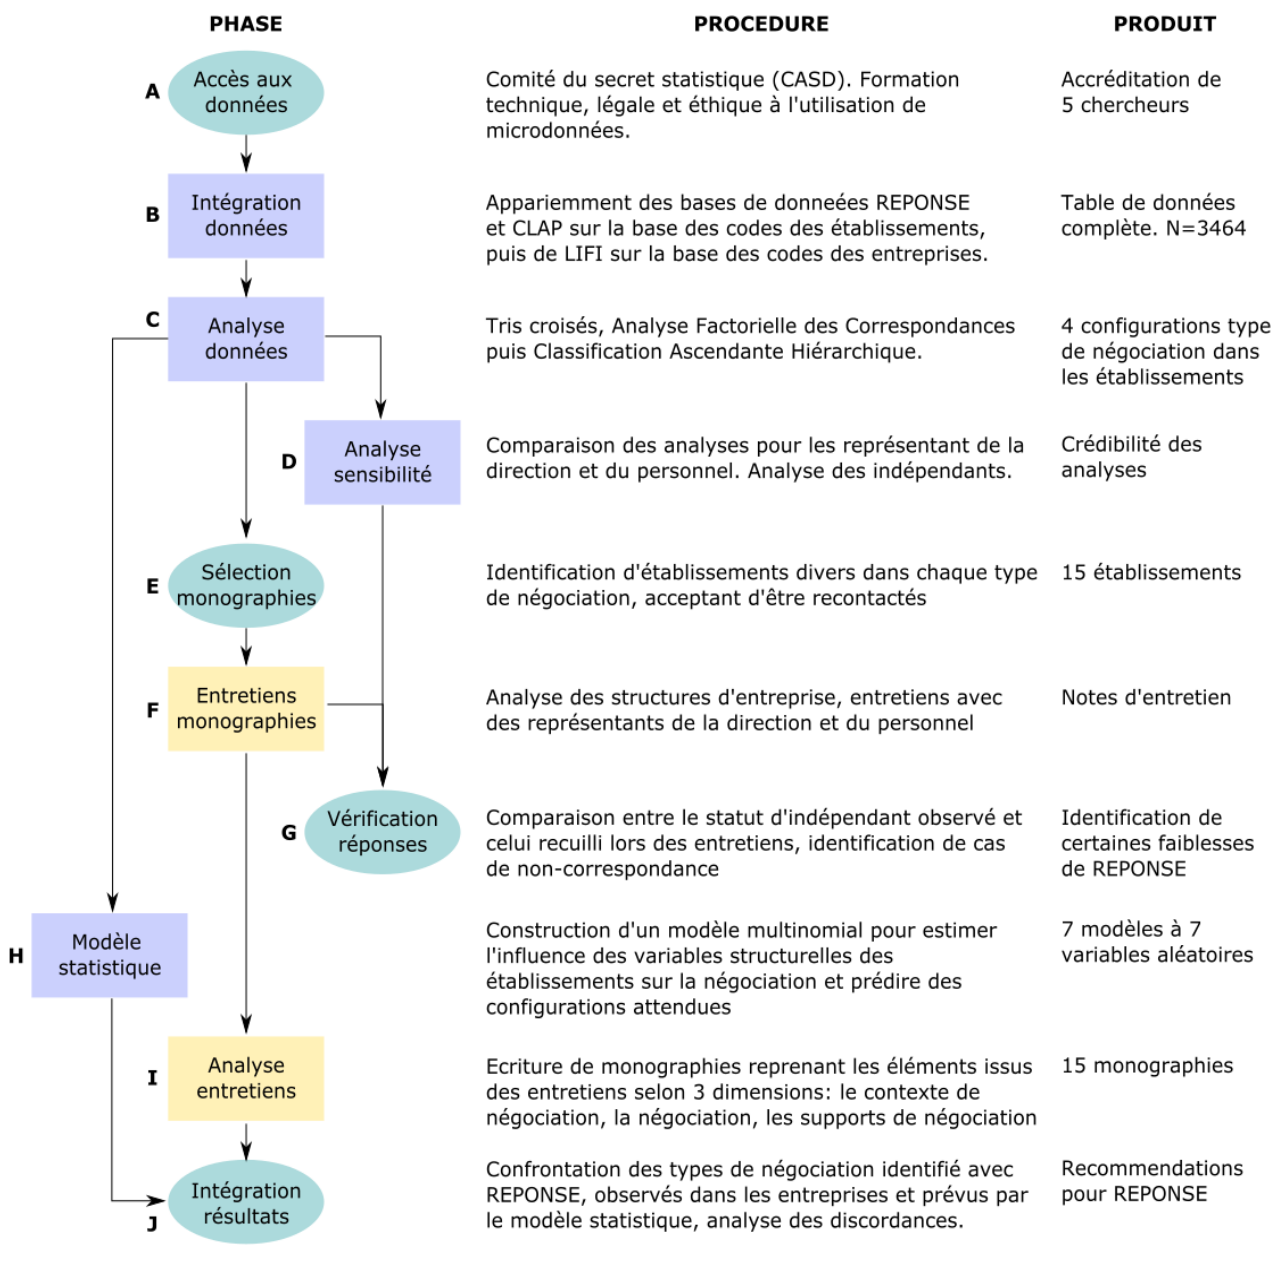 PHASE PROCEDURE PRODUIT
A
Accès aux
données
Comité du secret statistique (CASD). Formation
technique, légale et éthique à l'utilisation de
microdonnées.
Accréditation de
5 chercheurs
B
Intégration
données
Appariemment des bases de donneées REPONSE
et CLAP sur la base des codes des établissements,
puis de LIFI sur la base des codes des entreprises.
Table de données
complète. N=3464
C
Analyse
données
Tris croisés, Analyse Factorielle des Correspondances
puis Classification Ascendante Hiérarchique.
4 configurations type
de négociation dans
les établissements
D
Analyse
sensibilité
Comparaison des analyses pour les représentant de la
direction et du personnel. Analyse des indépendants.
Crédibilité des
analyses
E
Sélection
monographies
Identification d'établissements divers dans chaque type
de négociation, acceptant d'être recontactés
15 établissements
F
Entretiens
monographies
Analyse des structures d'entreprise, entretiens avec
des représentants de la direction et du personnel
Notes d'entretien
G
Vérification
réponses
Comparaison entre le statut d'indépendant observé et
celui recuilli lors des entretiens, identification de cas
de non-correspondance
Identification de
certaines faiblesses
de REPONSE
H
Modèle
statistique
Construction d'un modèle multinomial pour estimer
l'influence des variables structurelles des
établissements sur la négociation et prédire des
configurations attendues
7 modèles à 7
variables aléatoires
I
Analyse
entretiens
Ecriture de monographies reprenant les éléments issus
des entretiens selon 3 dimensions: le contexte de
négociation, la négociation, les supports de négociation
15 monographies
J
Intégration
résultats
Confrontation des types de négociation identifié avec
REPONSE, observés dans les entreprises et prévus par
le modèle statistique, analyse des discordances.
Recommendations
pour REPONSE